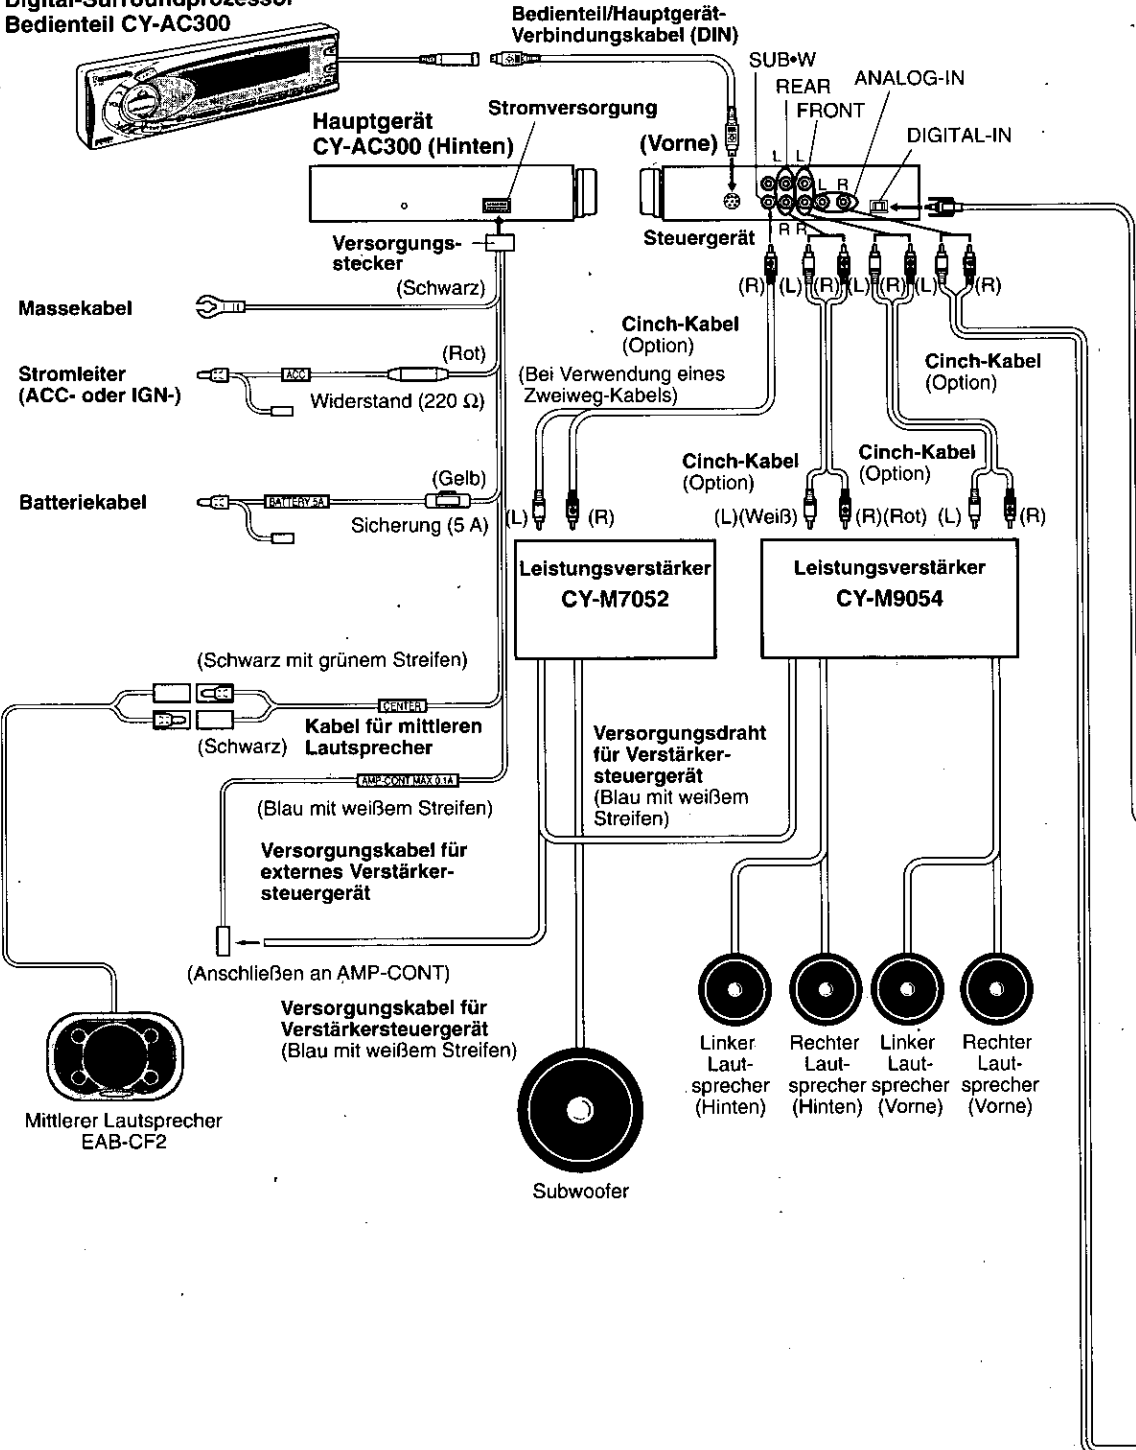 Digital-Surroundprozessor
Bedienteil CY-AC300
Bedienteil/Hauptgerät-
Verbindungskabel (DIN)
SUB•W
REAR
FRONT
ANALOG-IN
DIGITAL-IN
Stromversorgung
Hauptgerät
CY-AC300 (Hinten)
(Vorne)
L L
L R
R R
Steuergerät
Versorgungs-
stecker
(Schwarz)
Massekabel
(R) (L) (R) (L) (R) (L) (R)
Cinch-Kabel
(Option)
(Rot)
Stromleiter
(ACC- oder IGN-)
ACC
Widerstand (220 Ω)
(Bei Verwendung eines
Zweiweg-Kabels)
Cinch-Kabel
(Option)
Cinch-Kabel
(Option)
Cinch-Kabel
(Option)
(Gelb)
Batteriekabel
BATTERY 5A
Sicherung (5 A)
(L) (R)
(L)(Weiß) (R)(Rot) (L) (R)
Leistungsverstärker
CY-M7052
Leistungsverstärker
CY-M9054
(Schwarz mit grünem Streifen)
CENTER
(Schwarz)
Kabel für mittleren
Lautsprecher
AMP-CONT MAX 0.1A
(Blau mit weißem Streifen)
Versorgungsdraht
für Verstärker-
steuergerät
(Blau mit weißem
Streifen)
Versorgungskabel für
externes Verstärker-
steuergerät
(Anschließen an AMP-CONT)
Versorgungskabel für
Verstärkersteuergerät
(Blau mit weißem Streifen)
Mittlerer Lautsprecher
EAB-CF2
Subwoofer
Linker
Laut-
sprecher
(Hinten)
Rechter
Laut-
sprecher
(Hinten)
Linker
Laut-
sprecher
(Vorne)
Rechter
Laut-
sprecher
(Vorne)